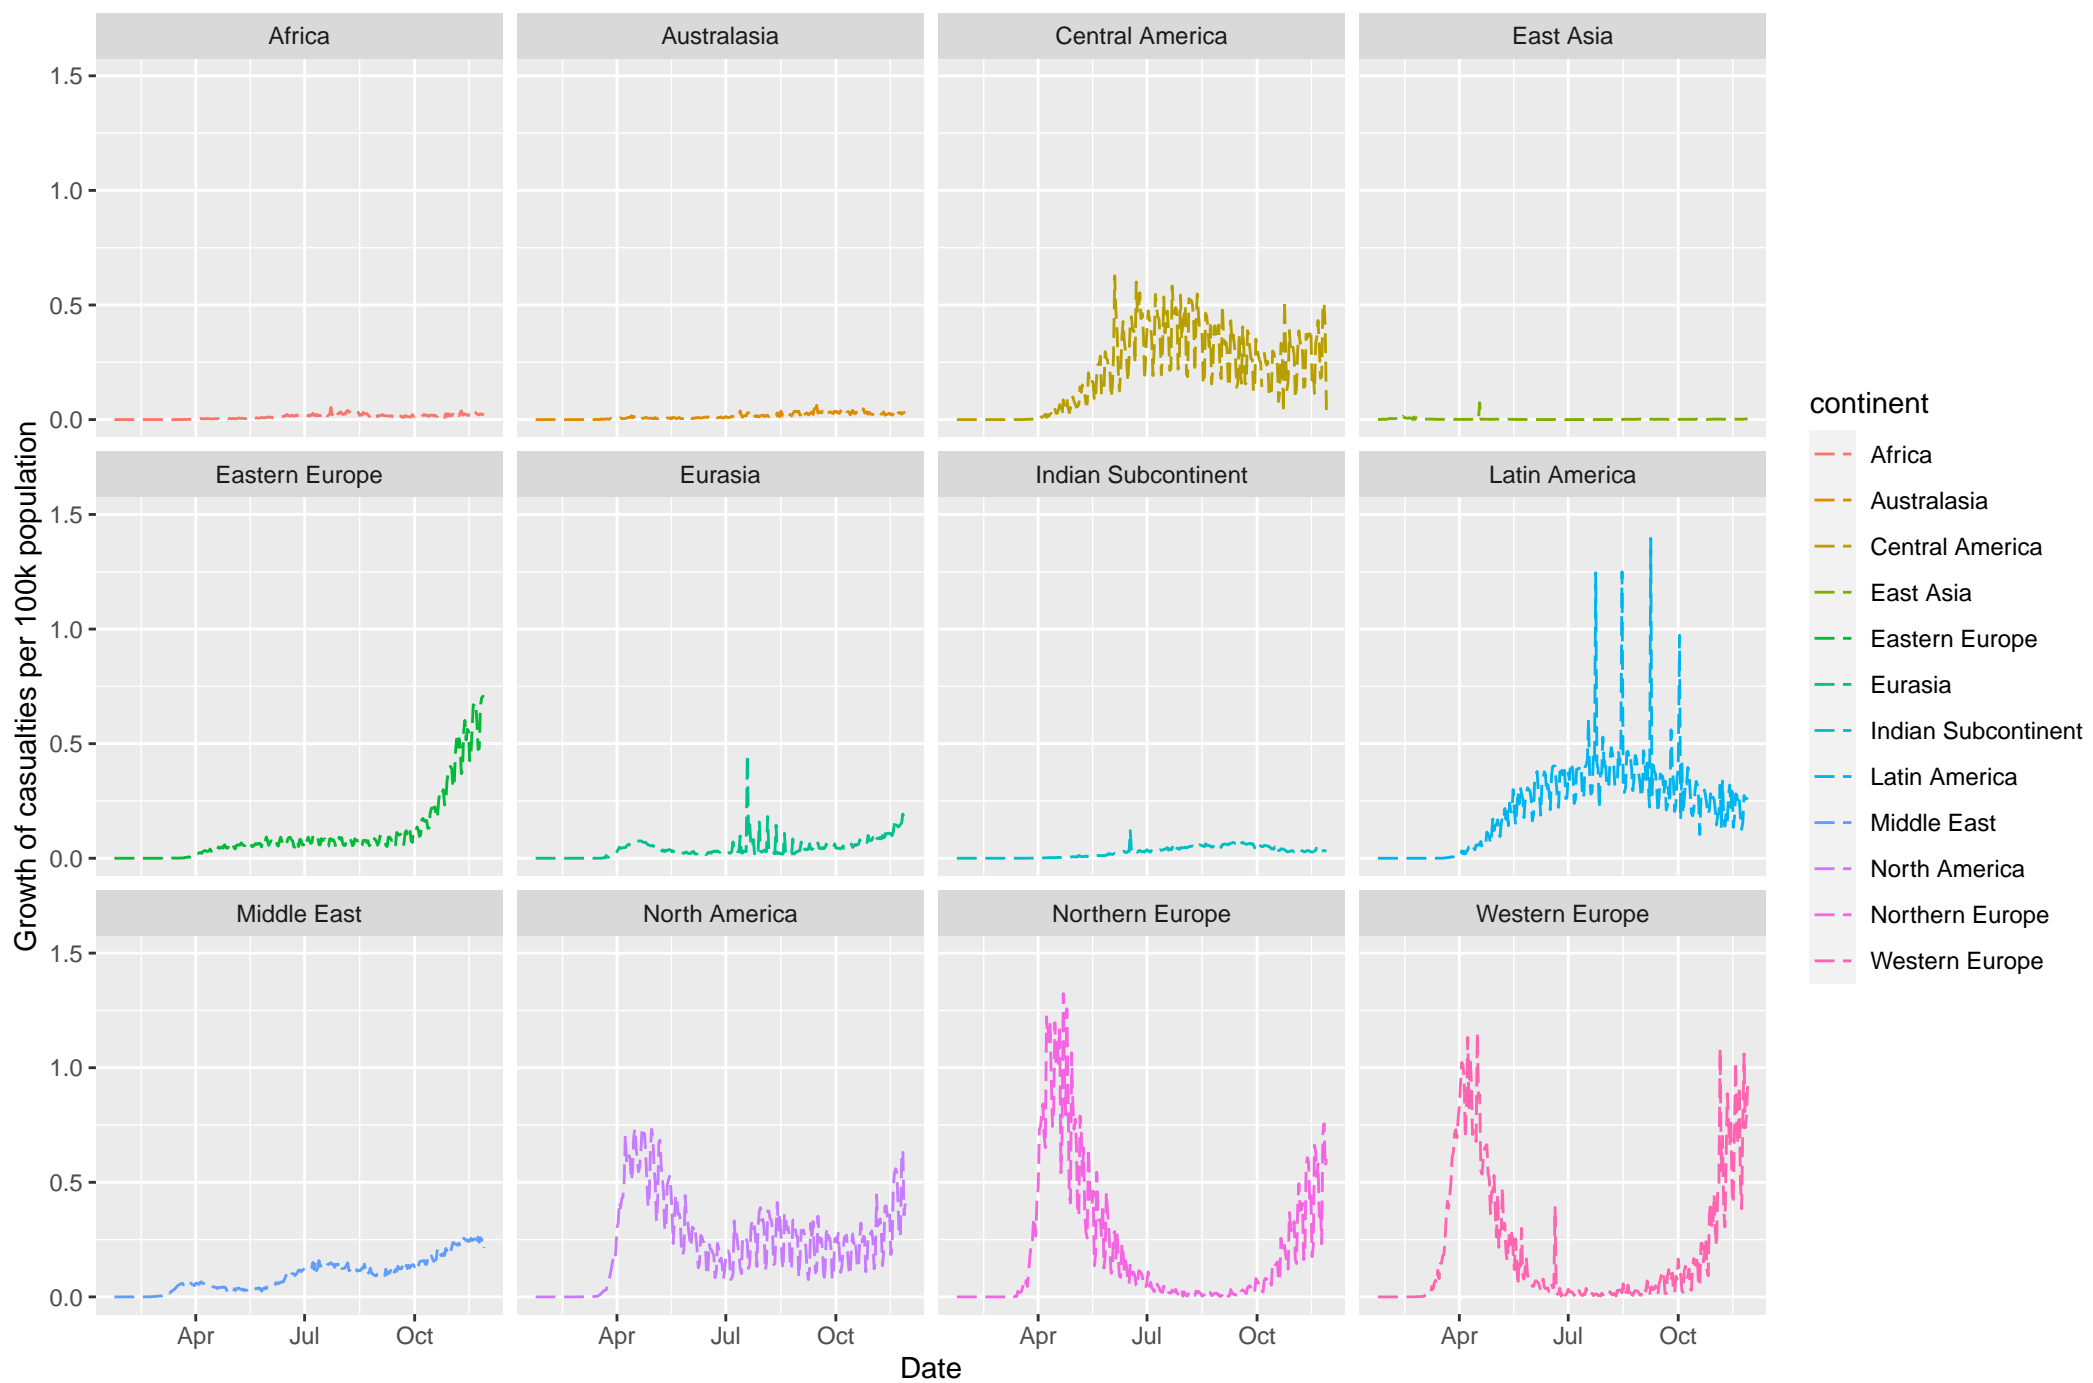 Africa
Australasia
Central America
East Asia
1.5
1.0
0.5
0.0
Eastern Europe
Eurasia
Indian Subcontinent
Latin America
1.5
1.0
0.5
0.0
Middle East
North America
Northern Europe
Western Europe
1.5
1.0
0.5
0.0
Apr
Jul
Oct
Apr
Jul
Oct
Apr
Jul
Oct
Apr
Jul
Oct
Date
Growth of casualties per 100k population
continent
Africa
Australasia
Central America
East Asia
Eastern Europe
Eurasia
Indian Subcontinent
Latin America
Middle East
North America
Northern Europe
Western Europe